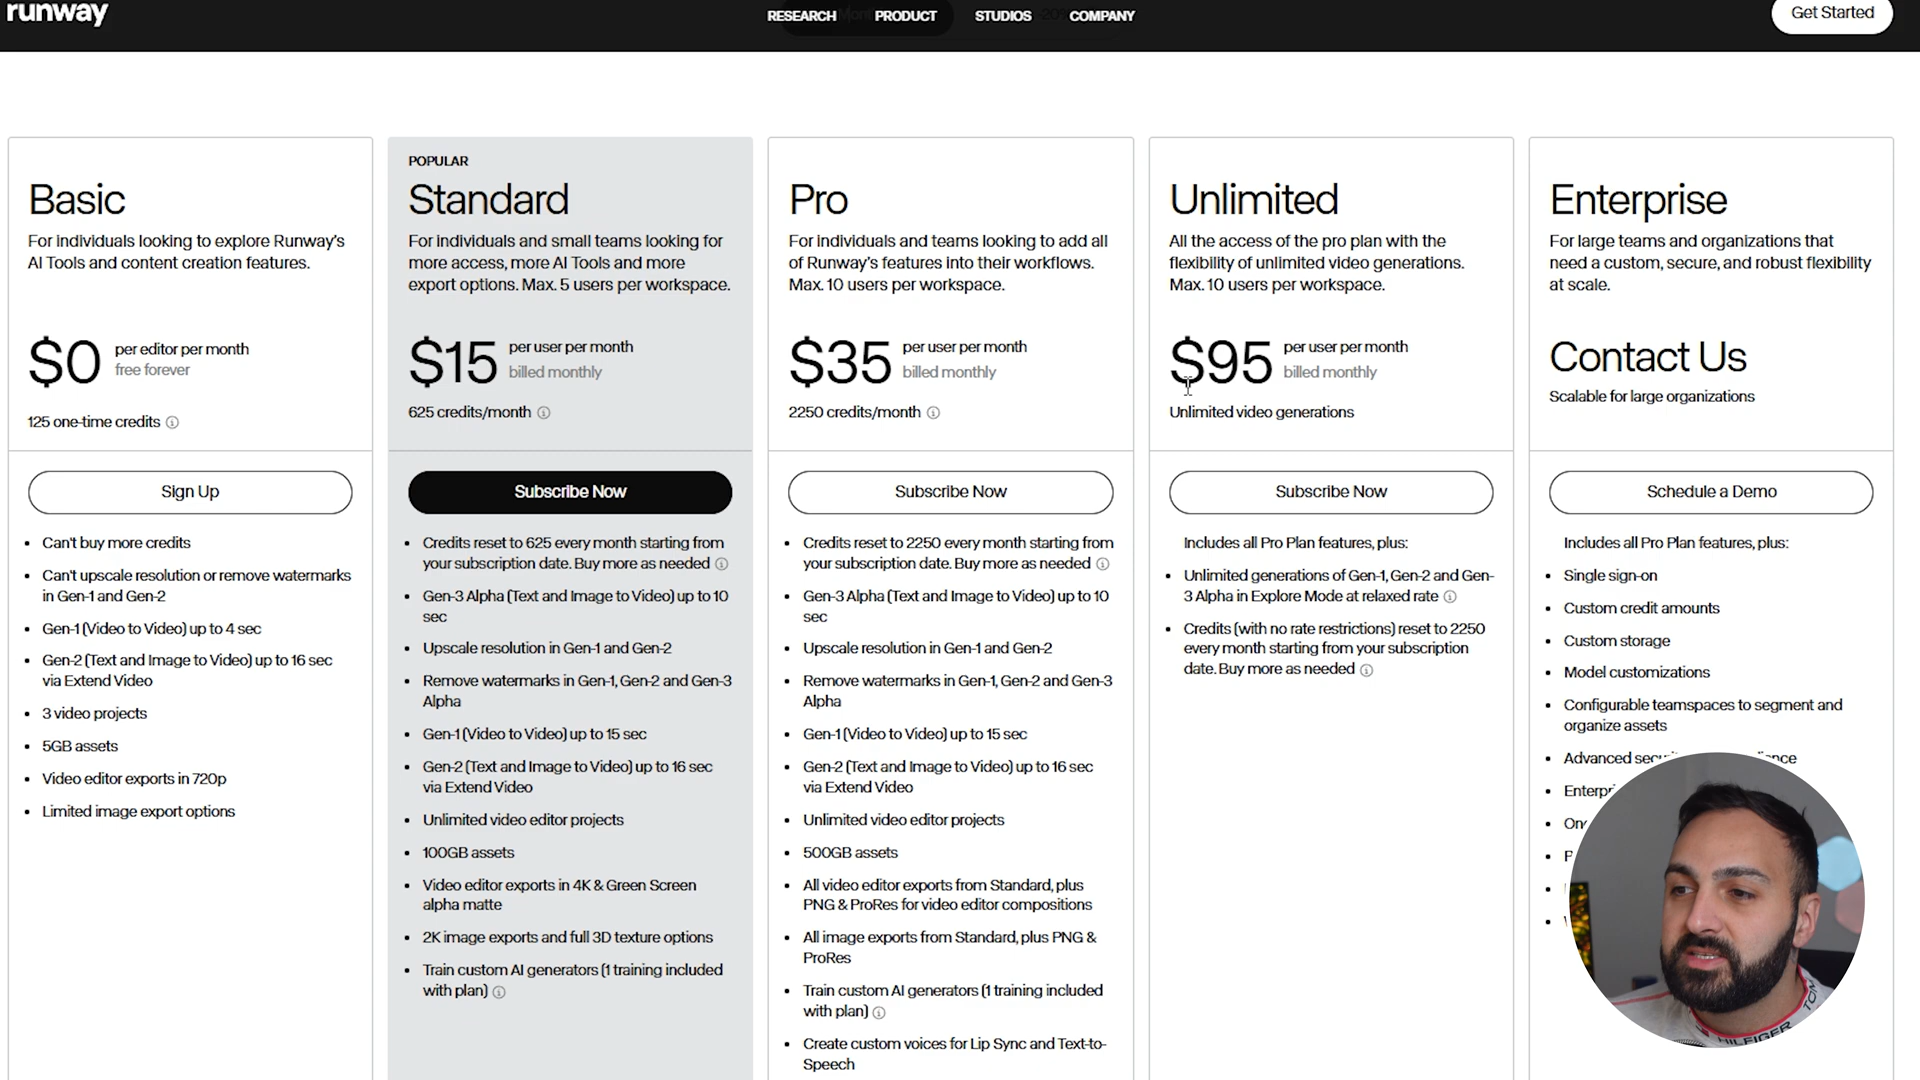 runway
RESEARCH
PRODUCT
STUDIOS
COMPANY
Get Started
Basic
For individuals looking to explore Runway's
AI Tools and content creation features.
$0
per editor per month
free forever
125 one-time credits
Sign Up
• Can't buy more credits
• Can't upscale resolution or remove watermarks
in Gen-1 and Gen-2
• Gen-1 (Video to Video) up to 4 sec
• Gen-2 (Text and Image to Video) up to 16 sec
via Extend Video
• 3 video projects
• 5GB assets
• Video editor exports in 720p
• Limited image export options
POPULAR
Standard
For individuals and small teams looking for
more access, more AI Tools and more
export options. Max. 5 users per workspace.
$15
per user per month
billed monthly
625 credits/month
Subscribe Now
• Credits reset to 625 every month starting from
your subscription date. Buy more as needed
• Gen-3 Alpha (Text and Image to Video) up to 10
sec
• Upscale resolution in Gen-1 and Gen-2
• Remove watermarks in Gen-1, Gen-2 and Gen-3
Alpha
• Gen-1 (Video to Video) up to 15 sec
• Gen-2 (Text and Image to Video) up to 16 sec
via Extend Video
• Unlimited video editor projects
• 100GB assets
• Video editor exports in 4K & Green Screen
alpha matte
• 2K image exports and full 3D texture options
• Train custom AI generators (1 training included
with plan)
Pro
For individuals and teams looking to add all
of Runway's features into their workflows.
Max. 10 users per workspace.
$35
per user per month
billed monthly
2250 credits/month
Subscribe Now
• Credits reset to 2250 every month starting from
your subscription date. Buy more as needed
• Gen-3 Alpha (Text and Image to Video) up to 10
sec
• Upscale resolution in Gen-1 and Gen-2
• Remove watermarks in Gen-1, Gen-2 and Gen-3
Alpha
• Gen-1 (Video to Video) up to 15 sec
• Gen-2 (Text and Image to Video) up to 16 sec
via Extend Video
• Unlimited video editor projects
• 500GB assets
• All video editor exports from Standard, plus
PNG & ProRes for video editor compositions
• All image exports from Standard, plus PNG &
ProRes
• Train custom AI generators (1 training included
with plan)
• Create custom voices for Lip Sync and Text-to-
Speech
Unlimited
All the access of the pro plan with the
flexibility of unlimited video generations.
Max. 10 users per workspace.
$95
per user per month
billed monthly
Unlimited video generations
Subscribe Now
Includes all Pro Plan features, plus:
• Unlimited generations of Gen-1, Gen-2 and Gen-
3 Alpha in Explore Mode at relaxed rate
• Credits (with no rate restrictions) reset to 2250
every month starting from your subscription
date. Buy more as needed
Enterprise
For large teams and organizations that
need a custom, secure, and robust flexibility
at scale.
Contact Us
Scalable for large organizations
Schedule a Demo
Includes all Pro Plan features, plus:
• Single sign-on
• Custom credit amounts
• Custom storage
• Model customizations
• Configurable teamspaces to segment and
organize assets
• Advanced
HILFIGER
TOM